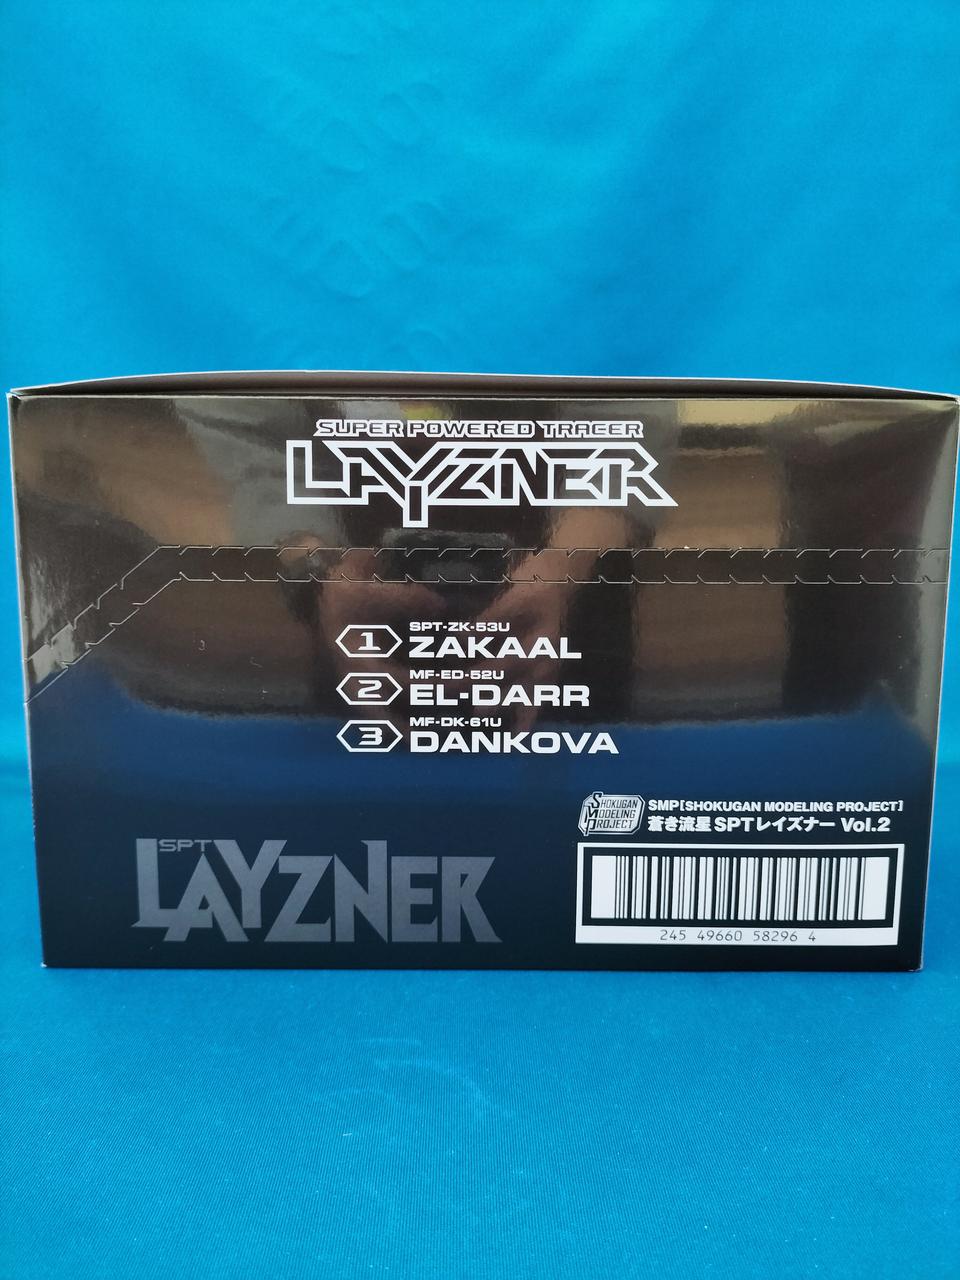 SUPER POWERED TRACER
LAYZNER
1
SPT-ZK-53U
ZAKAAL
2
MF-ED-52U
EL-DARR
3
MF-DK-61U
DANKOVA
SHOKUGAN
MODELING
PROJECT
SMP[SHOKUGAN MODELING PROJECT]
蒼き流星SPTレイズナー Vol.2
SPT
LAYZNER
245 49660 58296 4